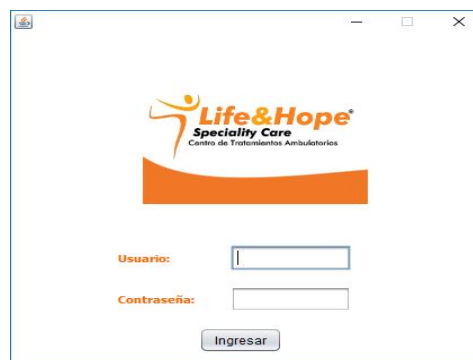 Life&Hope®
Speciality Care
Centro de Tratamientos Ambulatorios
Usuario:
Contraseña:
Ingresar